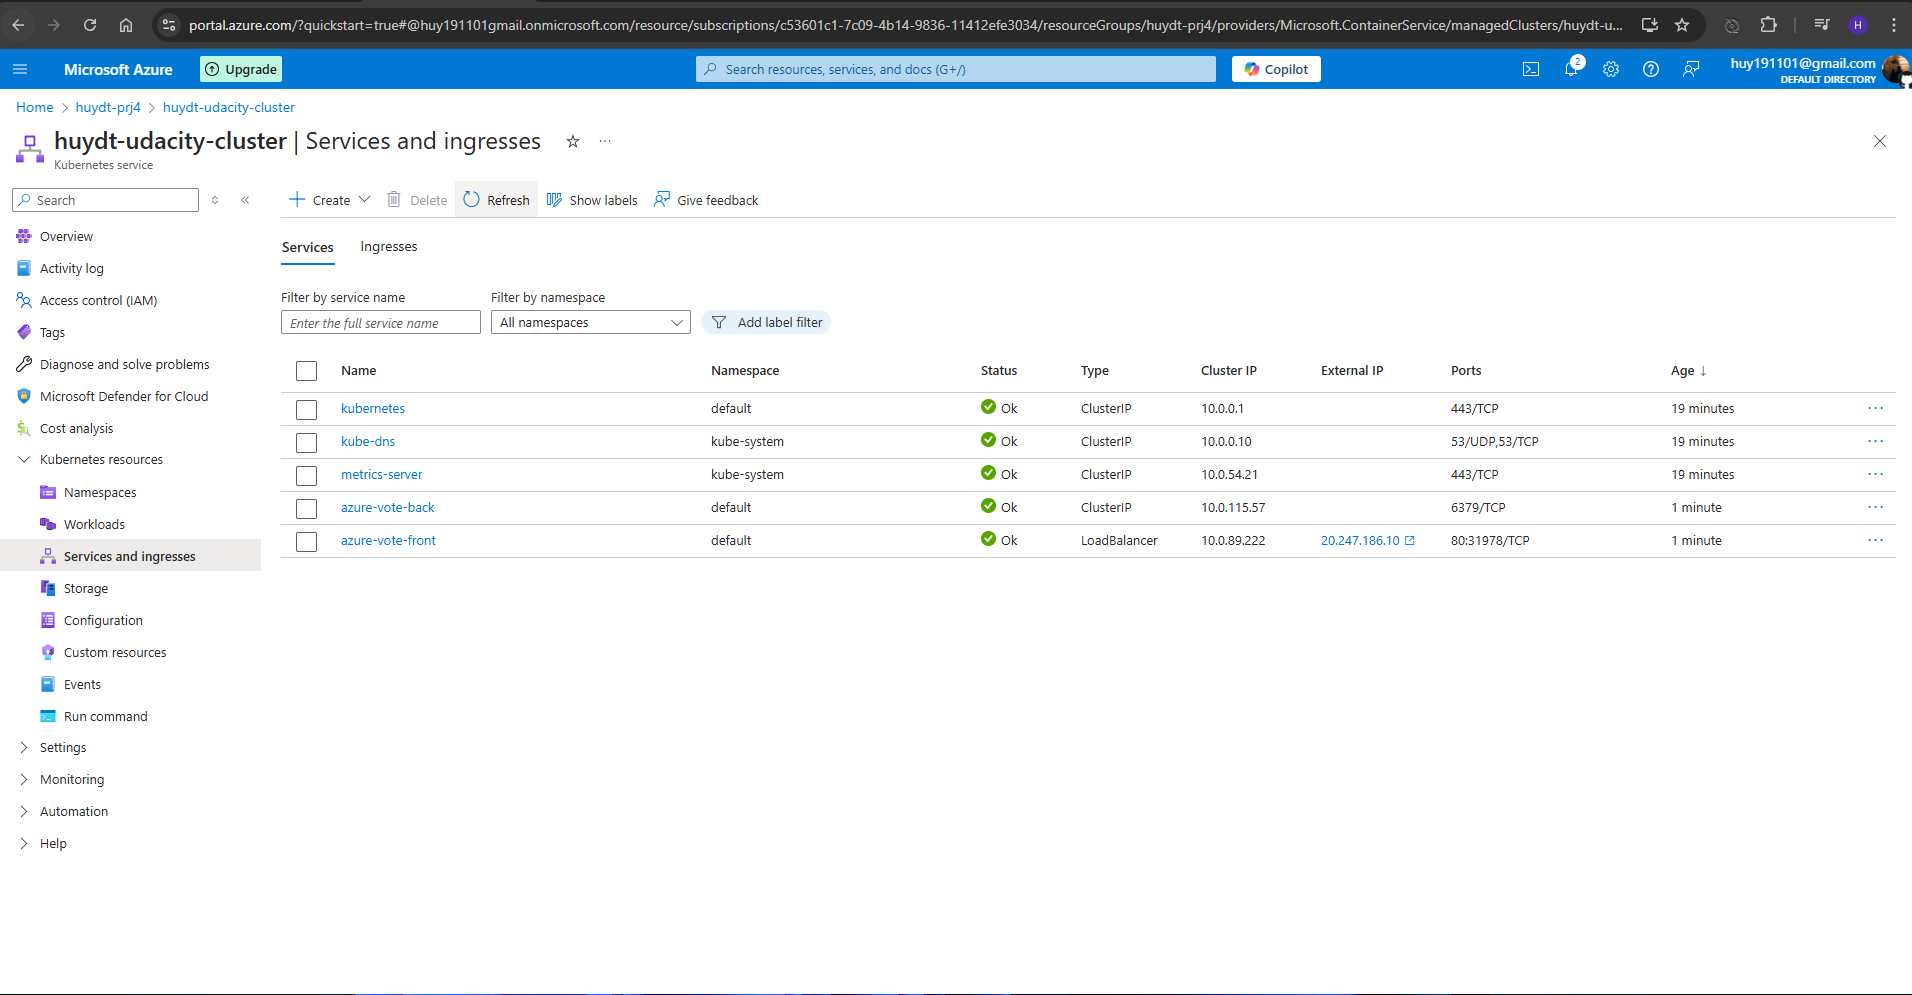 portal.azure.com/?quickstart=true#@huy191101gmail.onmicrosoft.com/resource/subscriptions/c53601c1-7c09-4b14-9836-11412efe3034/resourceGroups/huydt-prj4/providers/Microsoft.ContainerService/managedClusters/huydt-u...
H
Microsoft Azure
Upgrade
Search resources, services, and docs (G+/)
Copilot
2
huy191101@gmail.com
DEFAULT DIRECTORY
Home > huydt-prj4 > huydt-udacity-cluster
huydt-udacity-cluster | Services and ingresses
Kubernetes service
Search
Overview
Activity log
Access control (IAM)
Tags
Diagnose and solve problems
Microsoft Defender for Cloud
Cost analysis
Kubernetes resources
Namespaces
Workloads
Services and ingresses
Storage
Configuration
Custom resources
Events
Run command
Settings
Monitoring
Automation
Help
Create Delete Refresh Show labels Give feedback
Services Ingresses
Filter by service name Filter by namespace
Enter the full service name All namespaces Add label filter
Name Namespace Status Type Cluster IP External IP Ports Age ↓
kubernetes default Ok ClusterIP 10.0.0.1 443/TCP 19 minutes
kube-dns kube-system Ok ClusterIP 10.0.0.10 53/UDP,53/TCP 19 minutes
metrics-server kube-system Ok ClusterIP 10.0.54.21 443/TCP 19 minutes
azure-vote-back default Ok ClusterIP 10.0.115.57 6379/TCP 1 minute
azure-vote-front default Ok LoadBalancer 10.0.89.222 20.247.186.10 80:31978/TCP 1 minute